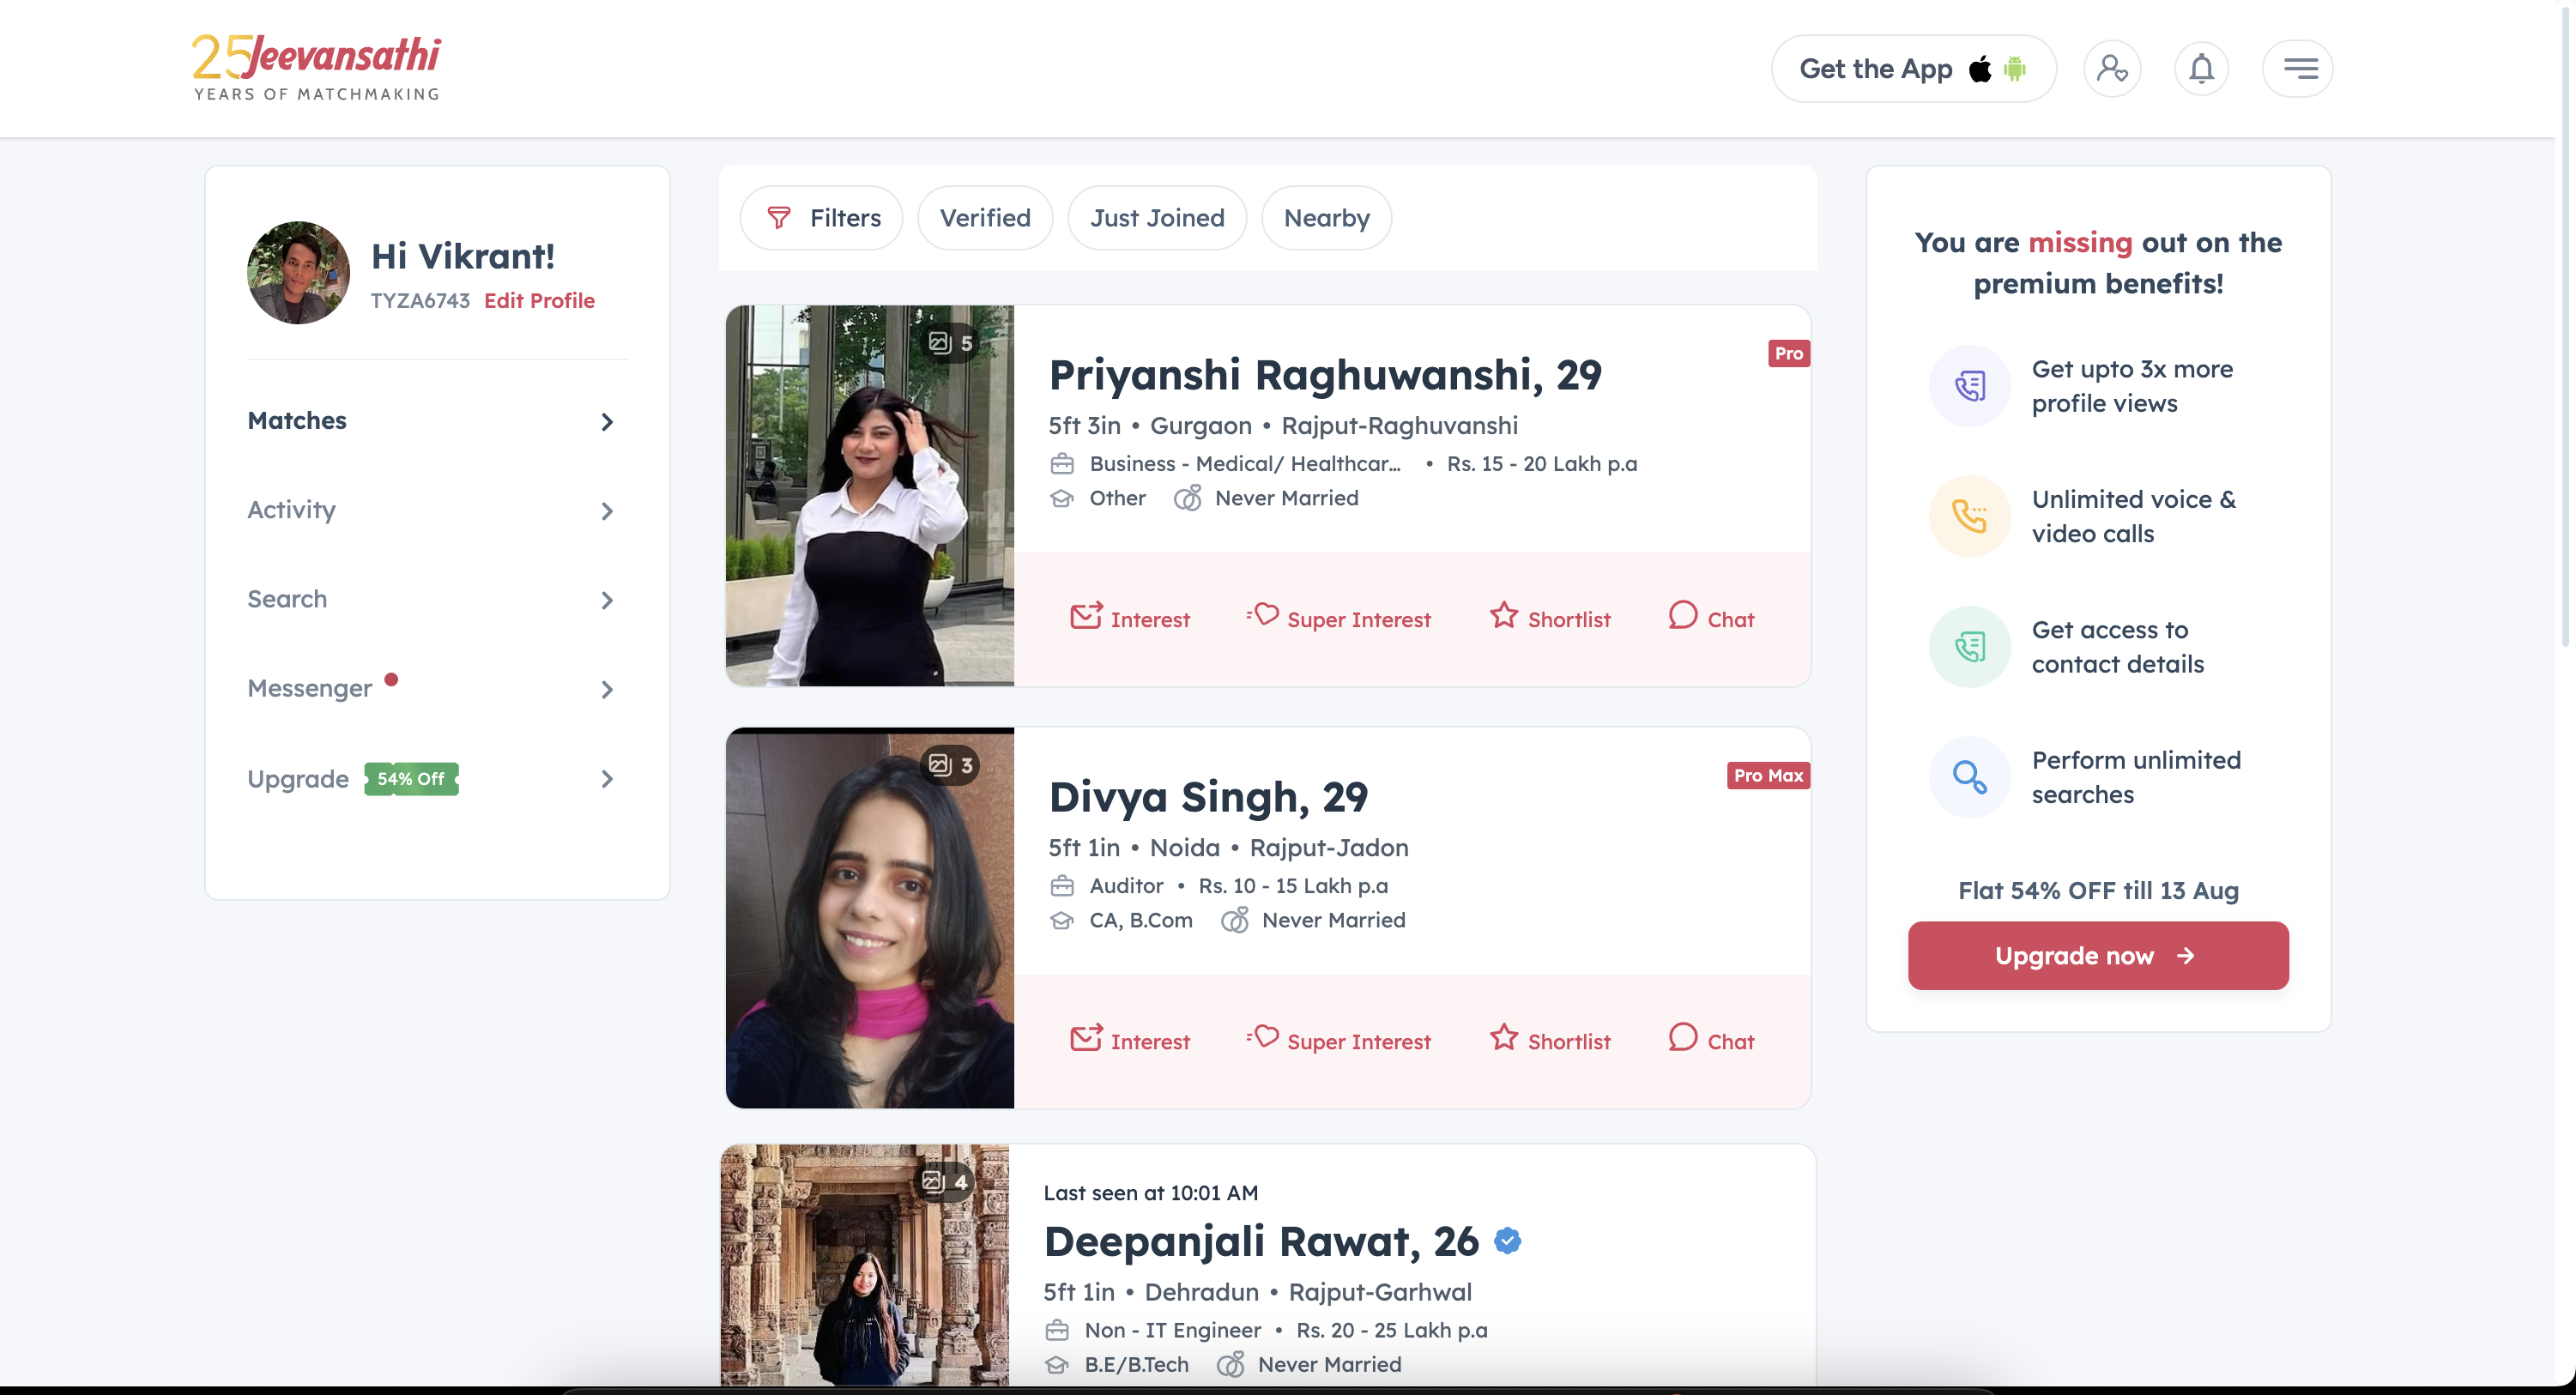 25 Jeevansathi
YEARS OF MATCHMAKING
Get the App
Hi Vikrant!
TYZA6743 Edit Profile
Matches
Activity
Search
Messenger
Upgrade 54% Off
Filters Verified Just Joined Nearby
5
Pro
Priyanshi Raghuwanshi, 29
5ft 3in • Gurgaon • Rajput-Raghuvanshi
Business - Medical/ Healthcar... • Rs. 15 - 20 Lakh p.a
Other Never Married
Interest Super Interest Shortlist Chat
3
Pro Max
Divya Singh, 29
5ft 1in • Noida • Rajput-Jadon
Auditor • Rs. 10 - 15 Lakh p.a
CA, B.Com Never Married
Interest Super Interest Shortlist Chat
4
Last seen at 10:01 AM
Deepanjali Rawat, 26
5ft 1in • Dehradun • Rajput-Garhwal
Non - IT Engineer • Rs. 20 - 25 Lakh p.a
B.E/B.Tech Never Married
You are missing out on the
premium benefits!
Get upto 3x more
profile views
Unlimited voice &
video calls
Get access to
contact details
Perform unlimited
searches
Flat 54% OFF till 13 Aug
Upgrade now →